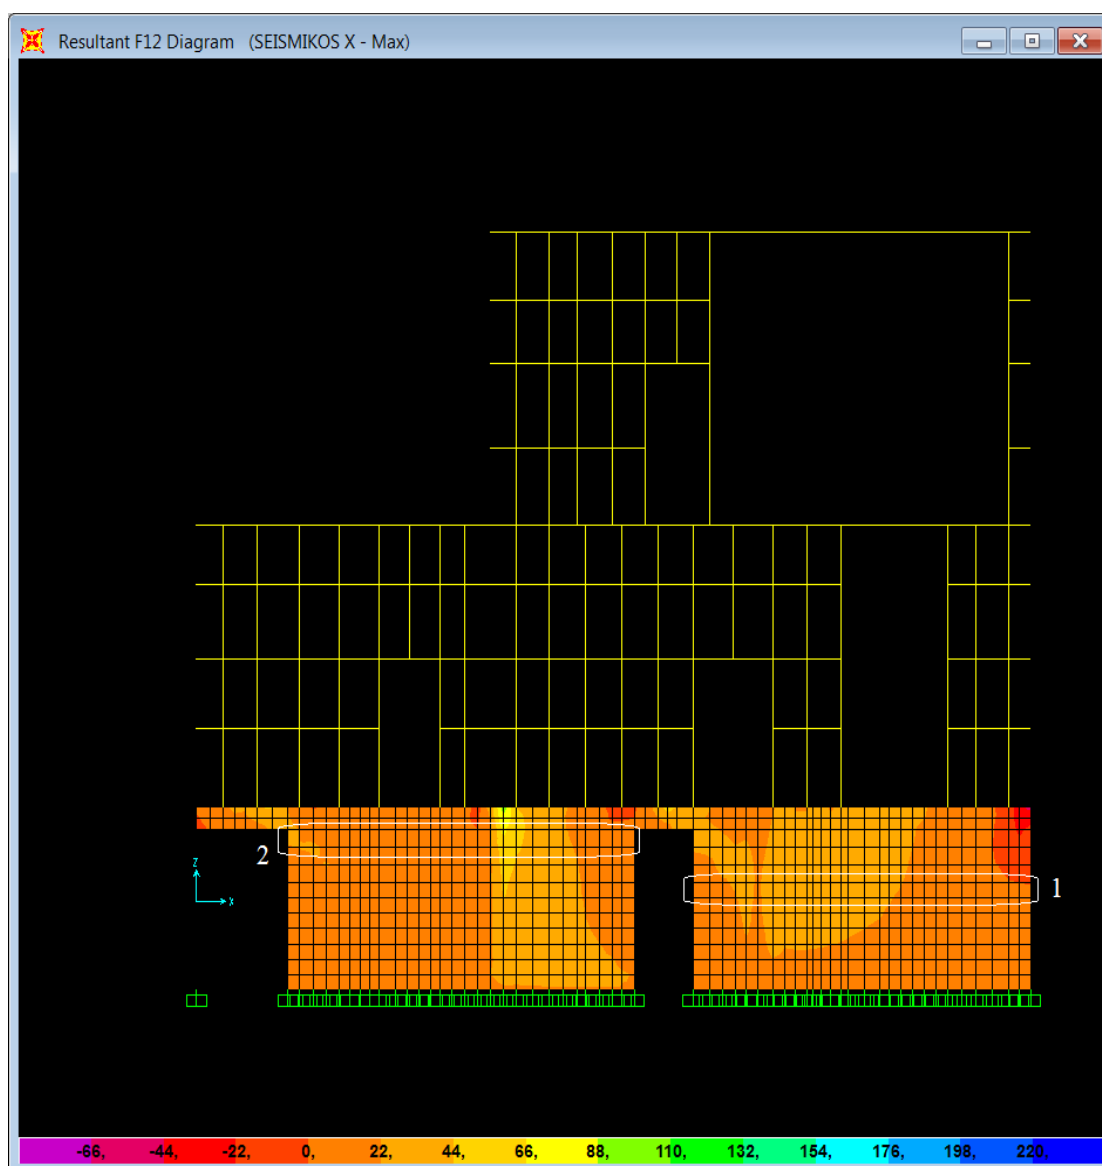 Resultant F12 Diagram (SEISMIKOS X - Max)
2
z
x
1
-66, -44, -22, 0, 22, 44, 66, 88, 110, 132, 154, 176, 198, 220,